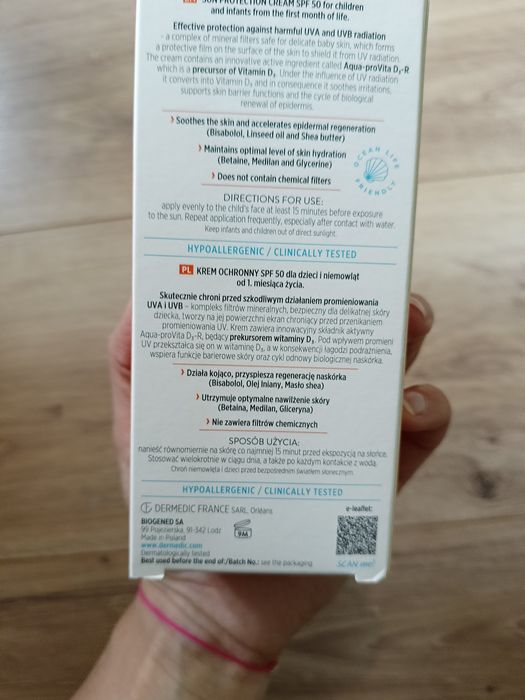 SUN PROTECTION CREAM SPF 50 for children
and infants from the first month of life.
Effective protection against harmful UVA and UVB radiation
- a complex of mineral filters safe for delicate baby skin, which forms
a protective film on the surface of the skin to shield it from UV radiation.
The cream contains an innovative active ingredient called Aqua-proVita D₃-R
which is a precursor of Vitamin D₃. Under the influence of UV radiation
it converts into Vitamin D₃ and in consequence it soothes irritations,
supports skin barrier functions and the cycle of biological
renewal of epidermis.
› Soothes the skin and accelerates epidermal regeneration
(Bisabolol, Linseed oil and Shea butter)
› Maintains optimal level of skin hydration
(Betaine, Medilan and Glycerine)
› Does not contain chemical filters
OCEAN LIFE
FRIENDLY
DIRECTIONS FOR USE:
apply evenly to the child's face at least 15 minutes before exposure
to the sun. Repeat application frequently, especially after contact with water.
Keep infants and children out of direct sunlight.
HYPOALLERGENIC / CLINICALLY TESTED
PL KREM OCHRONNY SPF 50 dla dzieci i niemowląt
od 1. miesiąca życia.
Skutecznie chroni przed szkodliwym działaniem promieniowania
UVA i UVB – kompleks filtrów mineralnych, bezpieczny dla delikatnej skóry
dziecka, tworzy na jej powierzchni ekran chroniący przed przenikaniem
promieniowania UV. Krem zawiera innowacyjny składnik aktywny
Aqua-proVita D₃-R, będący prekursorem witaminy D₃. Pod wpływem promieni
UV przekształca się on w witaminę D₃, a w konsekwencji łagodzi podrażnienia,
wspiera funkcje barierowe skóry oraz cykl odnowy biologicznej naskórka.
› Działa kojąco, przyspiesza regenerację naskórka
(Bisabolol, Olej lniany, Masło shea)
› Utrzymuje optymalne nawilżenie skóry
(Betaina, Medilan, Gliceryna)
› Nie zawiera filtrów chemicznych
SPOSÓB UŻYCIA:
nanieść równomiernie na skórę co najmniej 15 minut przed ekspozycją na słońce.
Stosować wielokrotnie w ciągu dnia, a także po każdym kontakcie z wodą.
Chroń niemowlęta i dzieci przed bezpośrednim światłem słonecznym.
HYPOALLERGENIC / CLINICALLY TESTED
DERMEDIC FRANCE SARL, Orléans
e-leaflet:
BIOGENED SA
99 Pojezierska, 91-342 Lodz
Made in Poland
www.dermedic.com
Dermatologically tested
9M
Best used before the end of:/Batch No.: see the packaging
SCAN me!